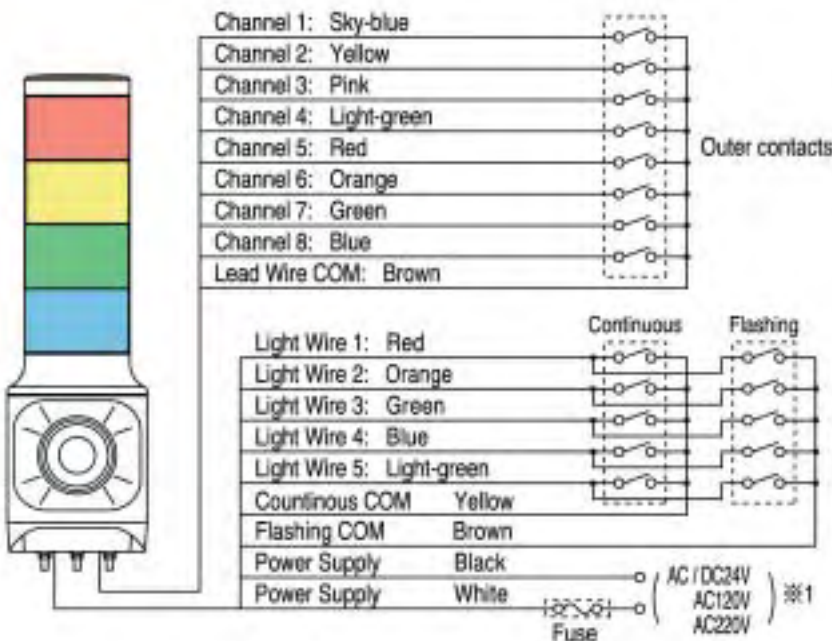 Channel 1: Sky-blue
Channel 2: Yellow
Channel 3: Pink
Channel 4: Light-green
Channel 5: Red
Outer contacts
Channel 6: Orange
Channel 7: Green
Channel 8: Blue
Lead Wire COM: Brown
Continuous Flashing
Light Wire 1: Red
Light Wire 2: Orange
Light Wire 3: Green
Light Wire 4: Blue
Light Wire 5: Light-green
Countinous COM Yellow
Flashing COM Brown
Power Supply Black
Power Supply White
Fuse
AC / DC24V
AC120V
AC220V
※1